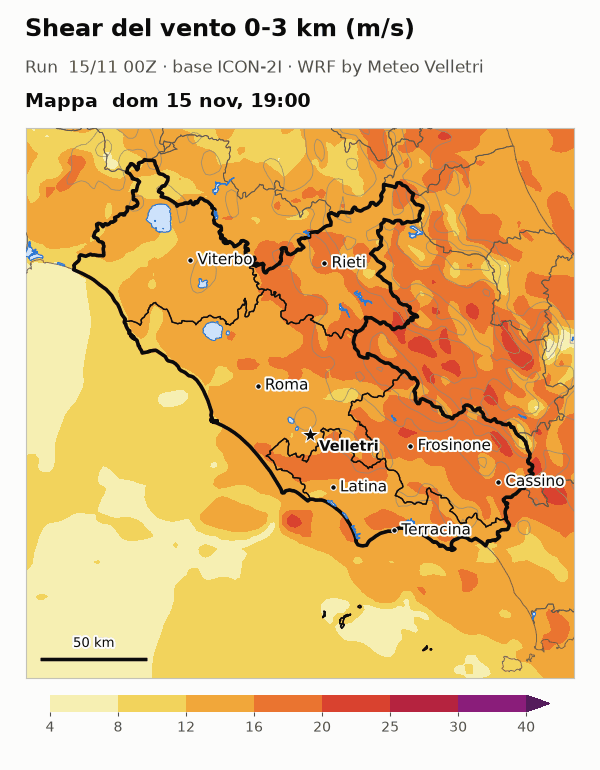 Shear del vento 0-3 km (m/s)
Run  15/11 00Z · base ICON-2I · WRF by Meteo Velletri
Mappa  dom 15 nov, 19:00
Viterbo
Rieti
Roma
Velletri
Frosinone
Latina
Cassino
Terracina
50 km
4 8 12 16 20 25 30 40